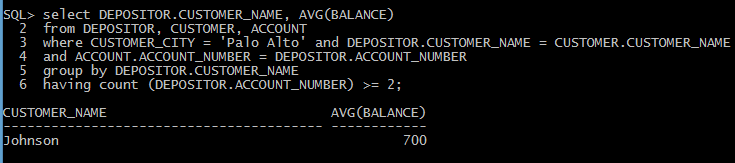 SQL> select DEPOSITOR.CUSTOMER_NAME, AVG(BALANCE)
  2  from DEPOSITOR, CUSTOMER, ACCOUNT
  3  where CUSTOMER_CITY = 'Palo Alto' and DEPOSITOR.CUSTOMER_NAME = CUSTOMER.CUSTOMER_NAME
  4  and ACCOUNT.ACCOUNT_NUMBER = DEPOSITOR.ACCOUNT_NUMBER
  5  group by DEPOSITOR.CUSTOMER_NAME
  6  having count (DEPOSITOR.ACCOUNT_NUMBER) >= 2;
CUSTOMER_NAME                            AVG(BALANCE)
---------------------------------------- ------------
Johnson                                           700